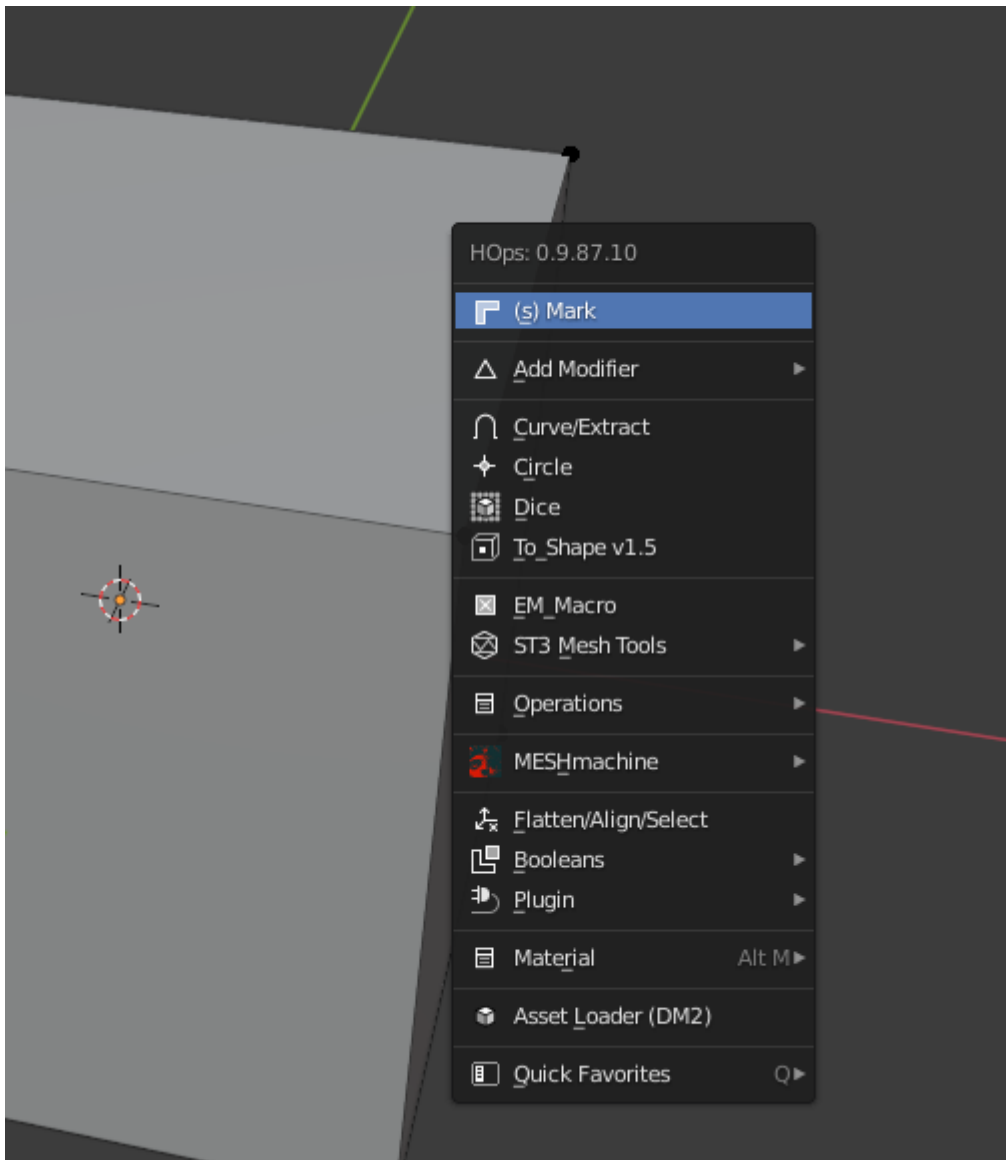 HOps: 0.9.87.10
(s) Mark
Add Modifier
Curve/Extract
Circle
Dice
To_Shape v1.5
EM_Macro
ST3 Mesh Tools
Operations
MESHmachine
Flatten/Align/Select
Booleans
Plugin
Material Alt M
Asset Loader (DM2)
Quick Favorites Q